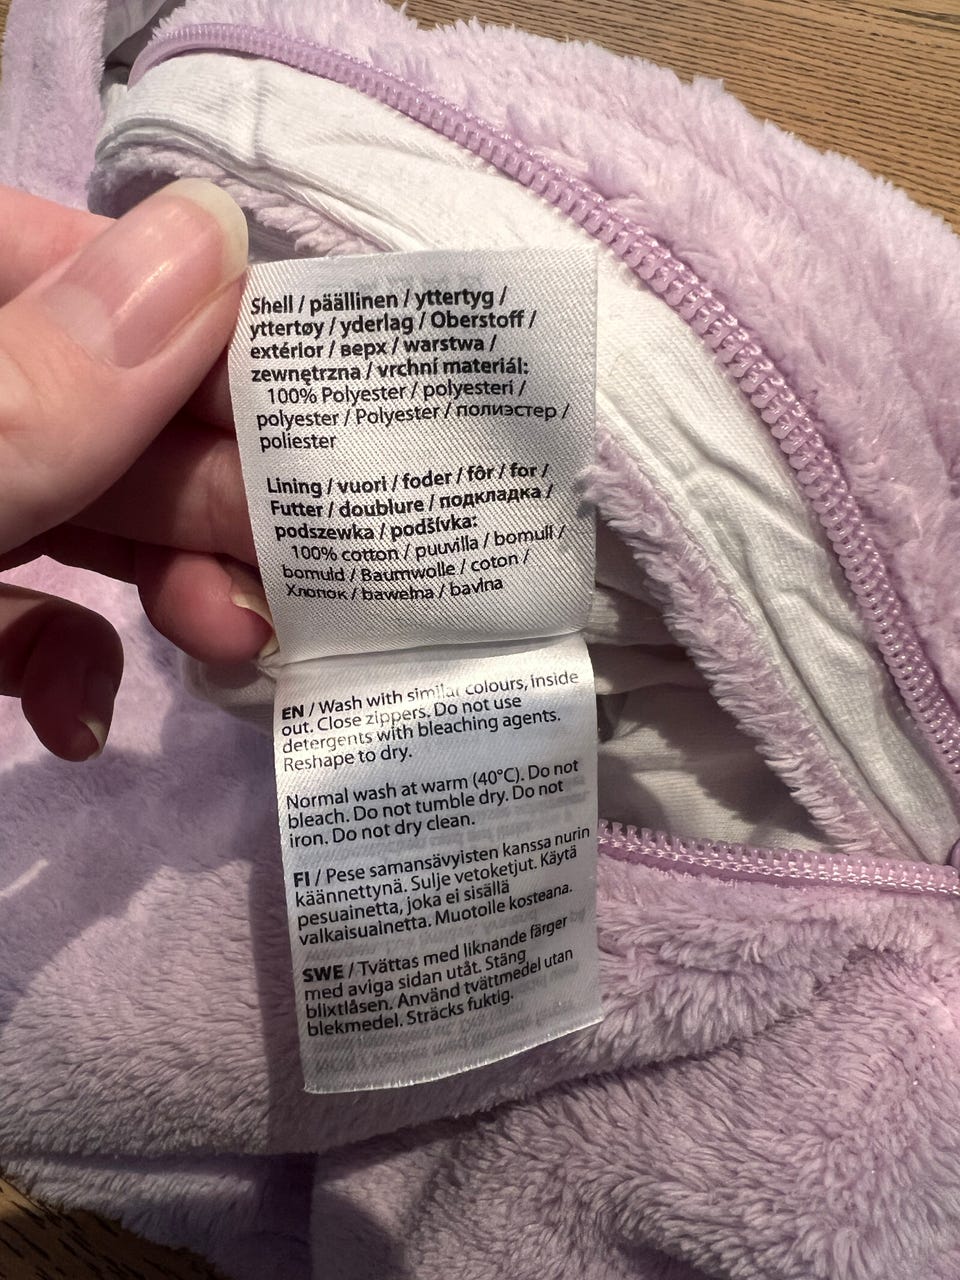 Shell / päällinen / yttertyg /
yttertøy / yderlag / Oberstoff /
extérior / верх / warstwa /
zewnętrzna / vrchní materiál:
100% Polyester / polyesteri /
polyester / Polyester / полиэстер /
poliester
Lining / vuori / foder / fôr / for /
Futter / doublure / подкладка /
podszewka / podšívka:
100% cotton / puuvilla / bomull /
bomuld / Baumwolle / coton /
Хлопок / bawełna / bavlna
EN / Wash with similar colours, inside
out. Close zippers. Do not use
detergents with bleaching agents.
Reshape to dry.
Normal wash at warm (40°C). Do not
bleach. Do not tumble dry. Do not
iron. Do not dry clean.
FI / Pese samansävyisten kanssa nurin
käännettynä. Sulje vetoketjut. Käytä
pesuainetta, joka ei sisällä
valkaisuainetta. Muotoile kosteana.
SWE / Tvättas med liknande färger
med aviga sidan utåt. Stäng
blixtlåsen. Använd tvättmedel utan
blekmedel. Sträcks fuktig.